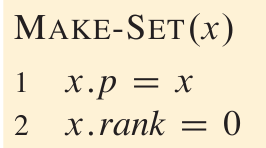 MAKE-SET(x)
1 x.p = x
2 x.rank = 0